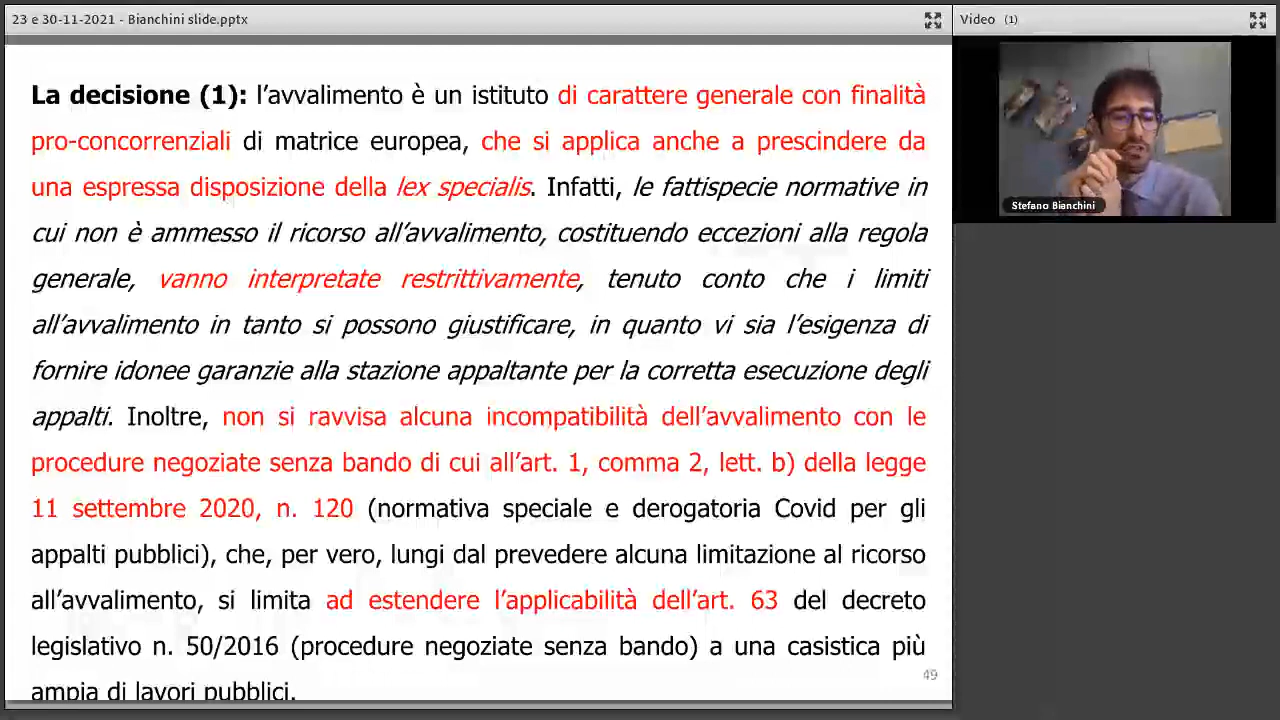 23 e 30-11-2021 - Bianchini slide.pptx
Video (1)
La decisione (1): l’avvalimento è un istituto di carattere generale con finalità
pro-concorrenziali di matrice europea, che si applica anche a prescindere da
una espressa disposizione della lex specialis. Infatti, le fattispecie normative in
cui non è ammesso il ricorso all’avvalimento, costituendo eccezioni alla regola
generale, vanno interpretate restrittivamente, tenuto conto che i limiti
all’avvalimento in tanto si possono giustificare, in quanto vi sia l’esigenza di
fornire idonee garanzie alla stazione appaltante per la corretta esecuzione degli
appalti. Inoltre, non si ravvisa alcuna incompatibilità dell’avvalimento con le
procedure negoziate senza bando di cui all’art. 1, comma 2, lett. b) della legge
11 settembre 2020, n. 120 (normativa speciale e derogatoria Covid per gli
appalti pubblici), che, per vero, lungi dal prevedere alcuna limitazione al ricorso
all’avvalimento, si limita ad estendere l’applicabilità dell’art. 63 del decreto
legislativo n. 50/2016 (procedure negoziate senza bando) a una casistica più
ampia di lavori pubblici.
49
Stefano Bianchini